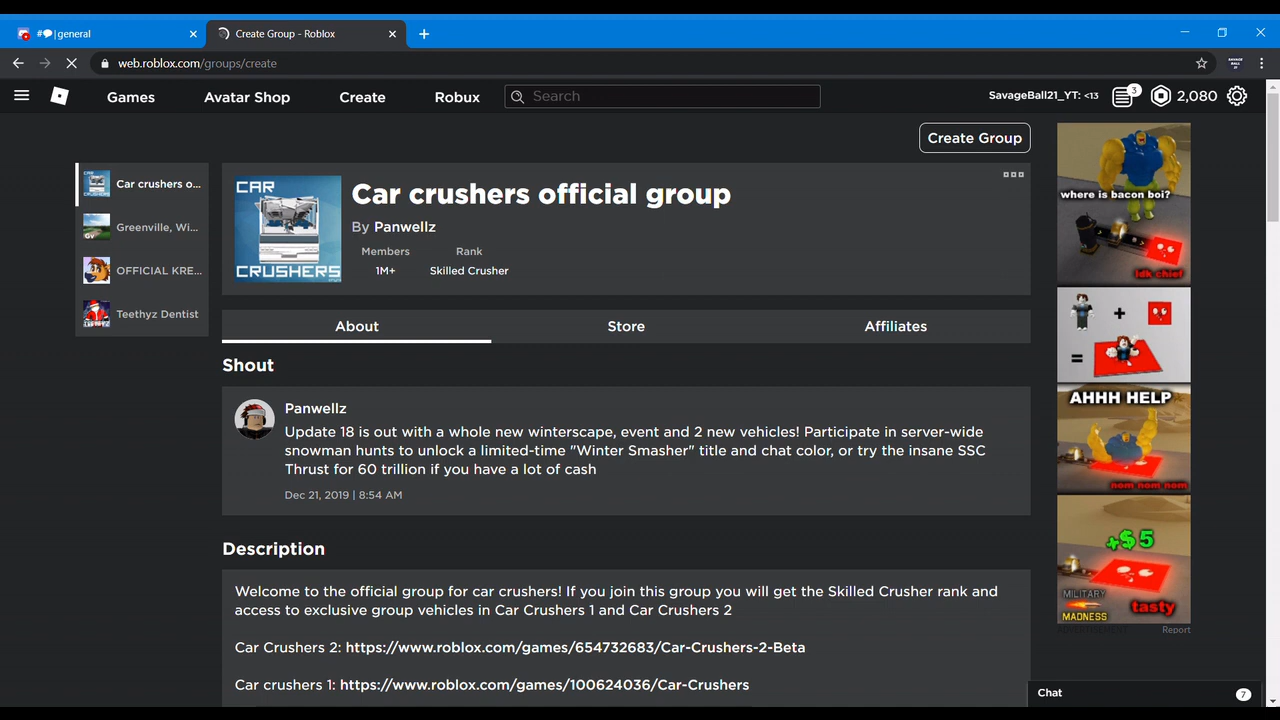 #💬|general
Create Group - Roblox
web.roblox.com/groups/create
Games
Avatar Shop
Create
Robux
Search
SavageBall21_YT: <13
3
2,080
Create Group
Car crushers o...
Greenville, Wi...
OFFICIAL KRE...
Teethyz Dentist
CAR
CRUSHERS
Car crushers official group
By Panwellz
Members
Rank
1M+
Skilled Crusher
About
Store
Affiliates
Shout
Panwellz
Update 18 is out with a whole new winterscape, event and 2 new vehicles! Participate in server-wide
snowman hunts to unlock a limited-time "Winter Smasher" title and chat color, or try the insane SSC
Thrust for 60 trillion if you have a lot of cash
Dec 21, 2019 | 8:54 AM
Description
Welcome to the official group for car crushers! If you join this group you will get the Skilled Crusher rank and
access to exclusive group vehicles in Car Crushers 1 and Car Crushers 2
Car Crushers 2: https://www.roblox.com/games/654732683/Car-Crushers-2-Beta
Car crushers 1: https://www.roblox.com/games/100624036/Car-Crushers
where is bacon boi?
idk chief
+
=
AHHH HELP
nom nom nom
+$5
MILITARY
MADNESS
tasty
ADVERTISEMENT
Report
Chat
7